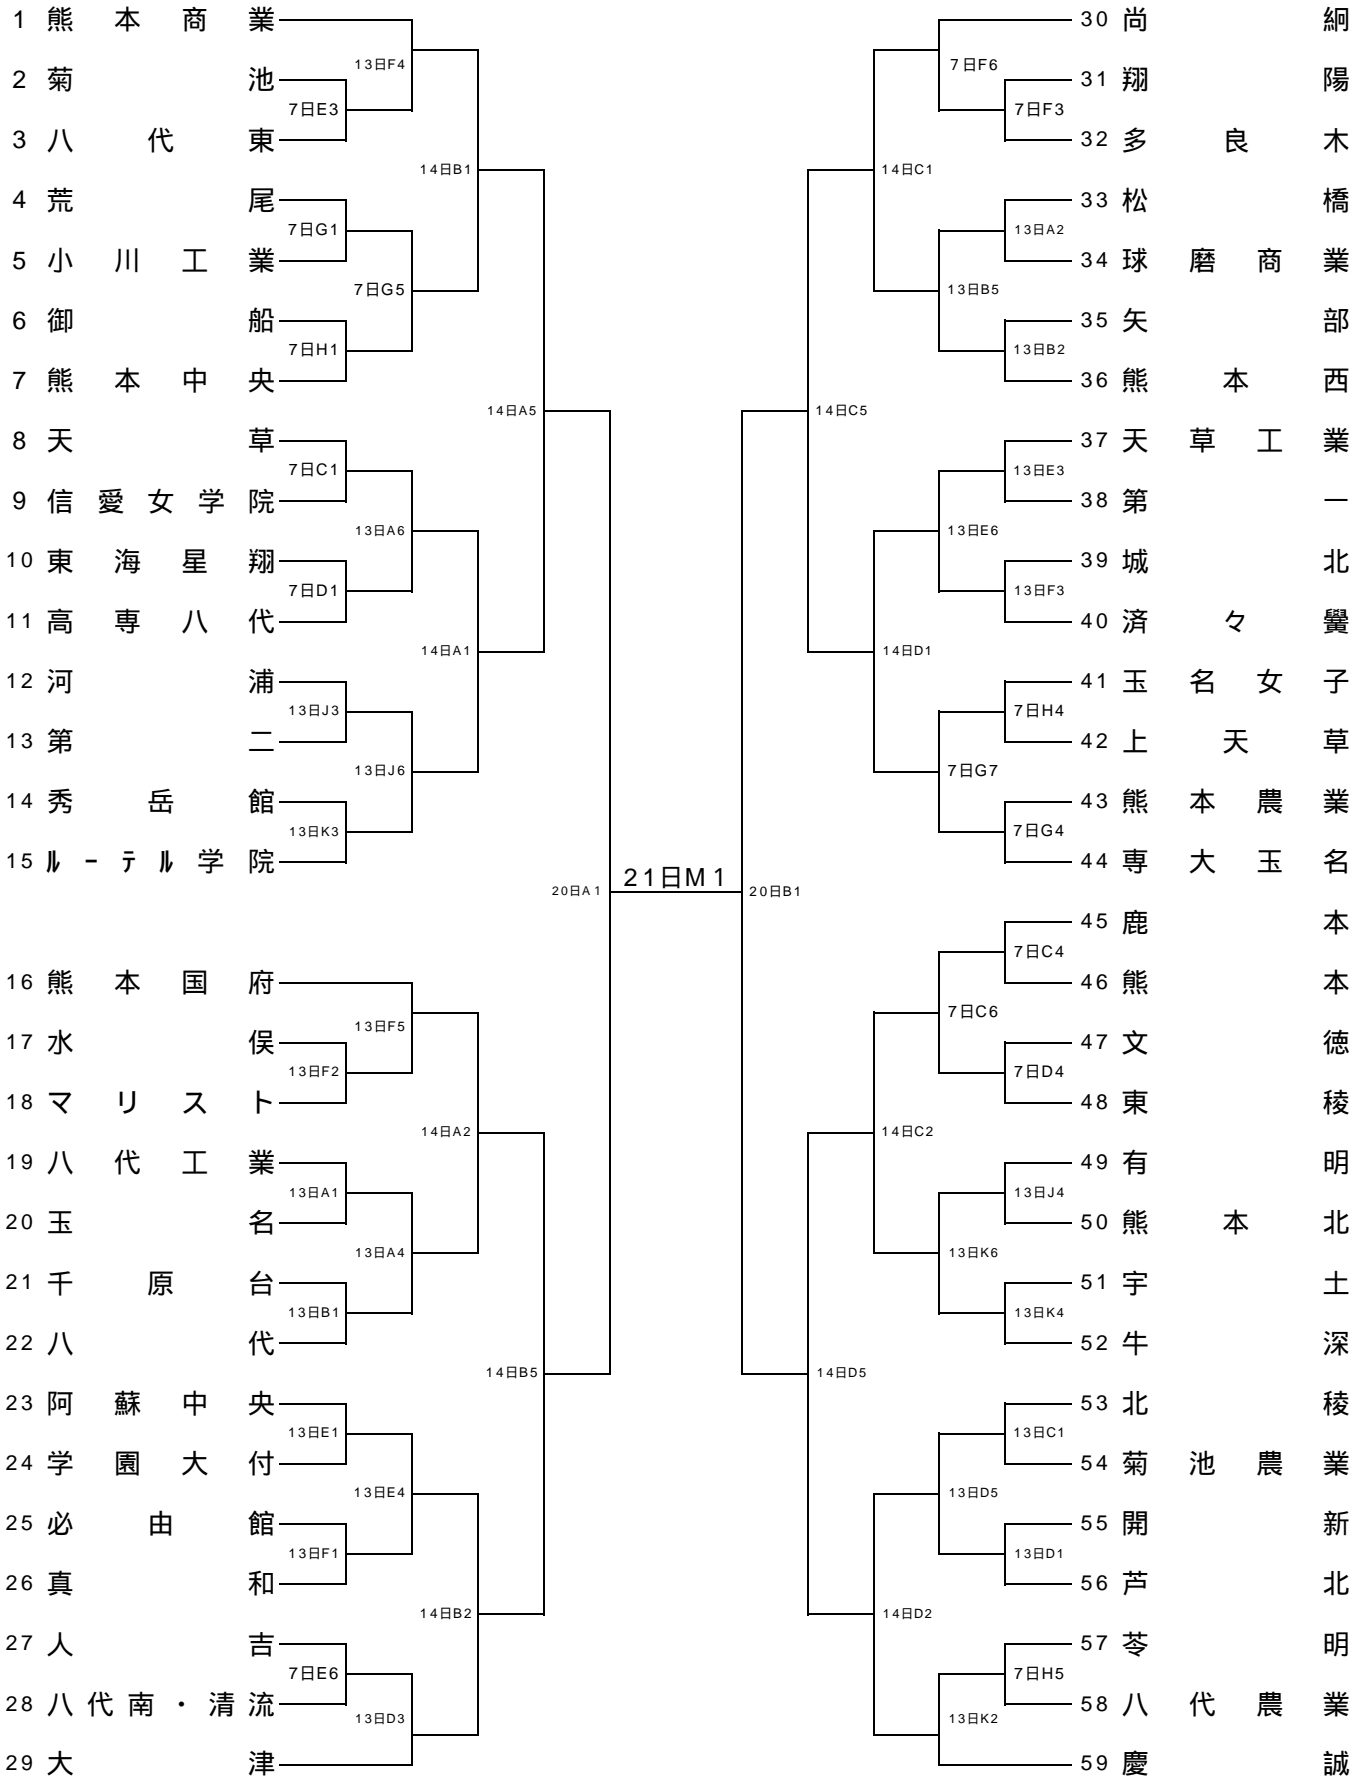 1 熊本商業
13日F4
2 菊池
7日E3
3 八代東
14日B1
4 荒尾
7日G1
5 小川工業
7日G5
6 御船
7日H1
7 熊本中央
14日A5
8 天草
7日C1
9 信愛女学院
13日A6
10 東海星翔
7日D1
11 高専八代
14日A1
12 河浦
13日J3
13 第二
13日J6
14 秀岳館
13日K3
15 ﾙｰﾃﾙ学院
20日A1
21日M1
20日B1
16 熊本国府
13日F5
17 水俣
13日F2
18 マリスト
14日A2
19 八代工業
13日A1
20 玉名
13日A4
21 千原台
13日B1
22 八代
14日B5
23 阿蘇中央
13日E1
24 学園大付
13日E4
25 必由館
13日F1
26 真和
14日B2
27 人吉
7日E6
28 八代南・清流
13日D3
29 大津
30 尚絅
7日F6
31 翔陽
7日F3
32 多良木
14日C1
33 松橋
13日A2
34 球磨商業
13日B5
35 矢部
13日B2
36 熊本西
14日C5
37 天草工業
13日E3
38 第一
13日E6
39 城北
13日F3
40 済々黌
14日D1
41 玉名女子
7日H4
42 上天草
7日G7
43 熊本農業
7日G4
44 専大玉名
45 鹿本
7日C4
46 熊本
7日C6
47 文徳
7日D4
48 東稜
14日C2
49 有明
13日J4
50 熊本北
13日K6
51 宇土
13日K4
52 牛深
14日D5
53 北稜
13日C1
54 菊池農業
13日D5
55 開新
13日D1
56 芦北
14日D2
57 苓明
7日H5
58 八代農業
13日K2
59 慶誠